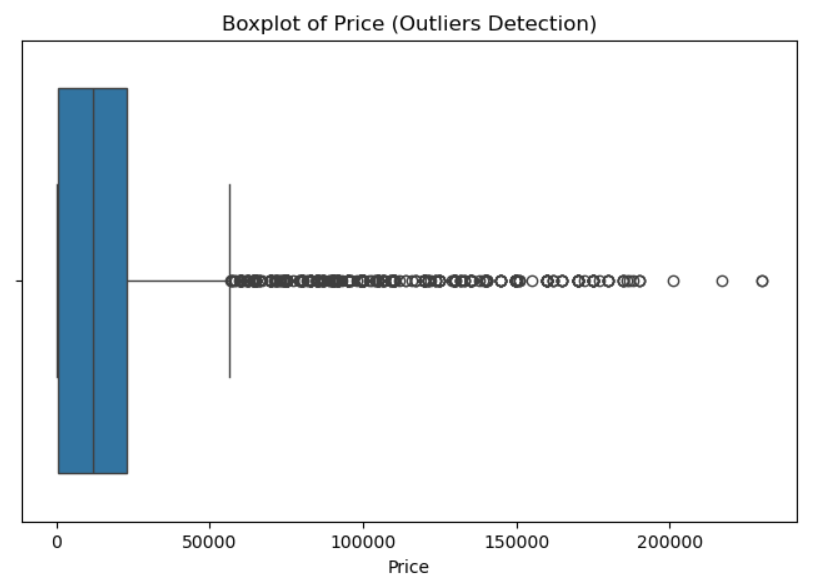 Boxplot of Price (Outliers Detection)
0 50000 100000 150000 200000
Price